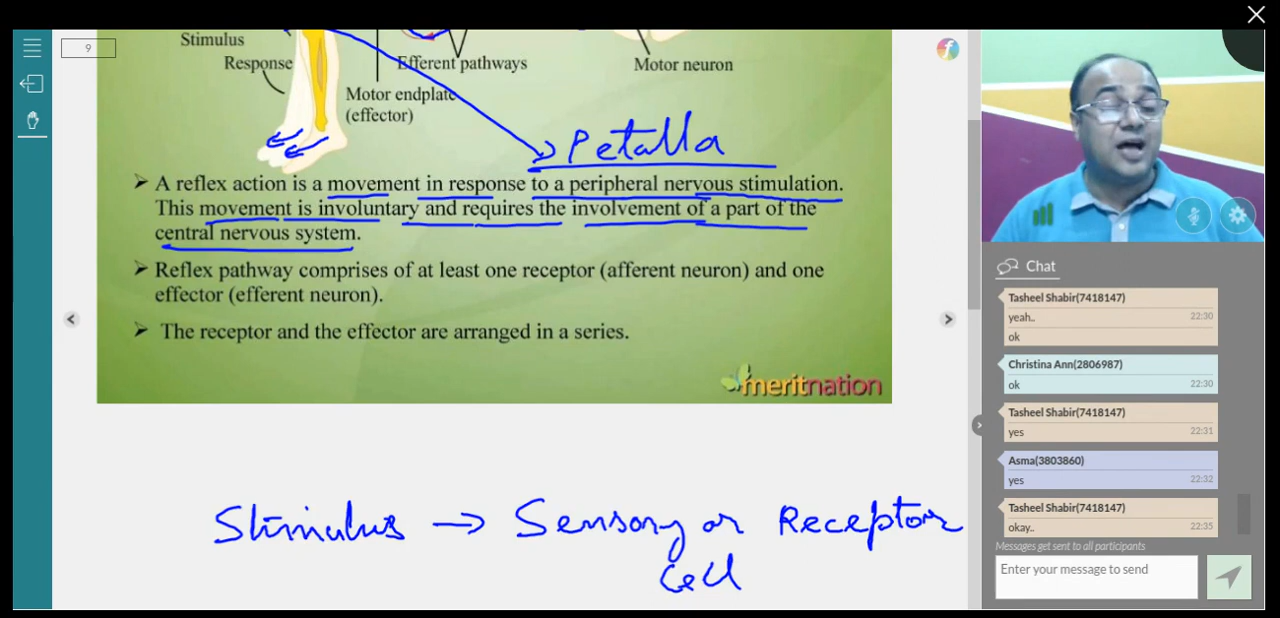 9
Stimulus
Response
Efferent pathways
Motor neuron
Motor endplate
(effector)
Petalla
➢ A reflex action is a movement in response to a peripheral nervous stimulation.
This movement is involuntary and requires the involvement of a part of the
central nervous system.
➢ Reflex pathway comprises of at least one receptor (afferent neuron) and one
effector (efferent neuron).
➢ The receptor and the effector are arranged in a series.
meritnation
Stimulus → Sensory or Receptor
Cell
Chat
Tasheel Shabir(7418147)
yeah.. 22:30
ok
Christina Ann(2806987)
ok 22:30
Tasheel Shabir(7418147)
yes 22:31
Asma(3803860)
yes 22:32
Tasheel Shabir(7418147)
okay.. 22:35
Messages get sent to all participants
Enter your message to send